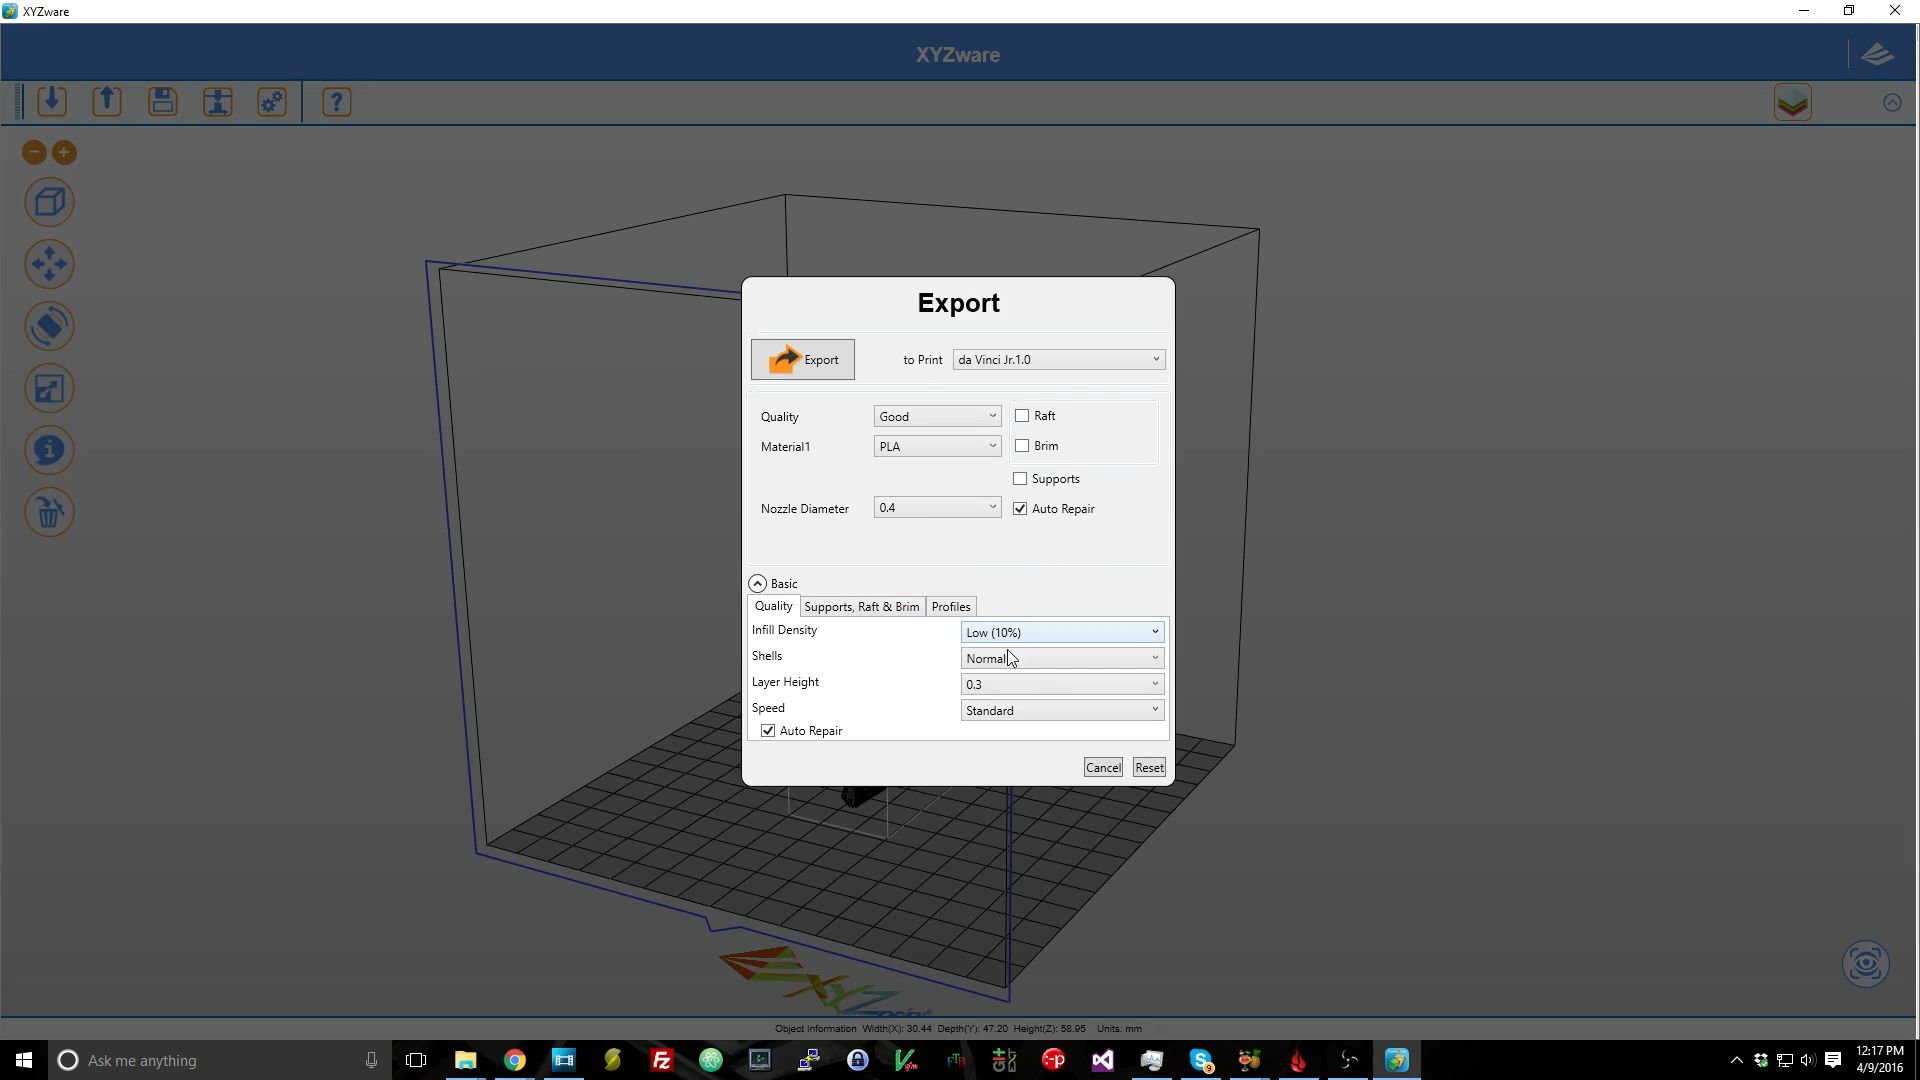 XYZware
XYZware
Export
Export to Print da Vinci Jr.1.0
Quality Good Raft
Material1 PLA Brim
Supports
Nozzle Diameter 0.4 Auto Repair
Basic
Quality Supports, Raft & Brim Profiles
Infill Density Low (10%)
Shells Normal
Layer Height 0.3
Speed Standard
Auto Repair
Cancel Reset
XYZprint
Object Information Width(X): 30.44 Depth(Y): 47.20 Height(Z): 58.95 Units: mm
Ask me anything
12:17 PM
4/9/2016